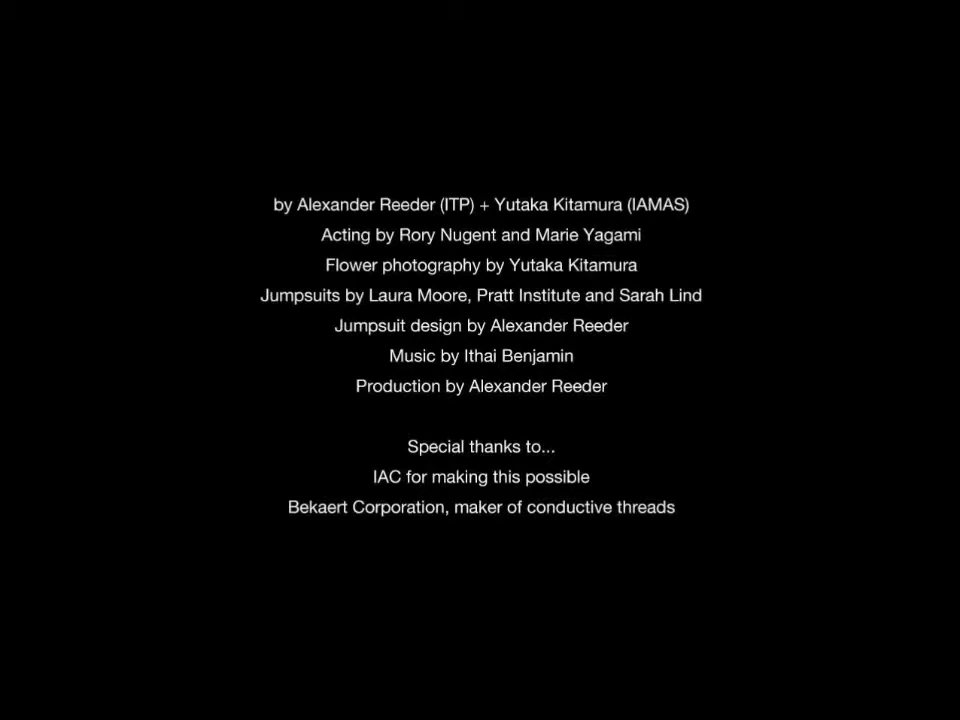 by Alexander Reeder (ITP) + Yutaka Kitamura (IAMAS)
Acting by Rory Nugent and Marie Yagami
Flower photography by Yutaka Kitamura
Jumpsuits by Laura Moore, Pratt Institute and Sarah Lind
Jumpsuit design by Alexander Reeder
Music by Ithai Benjamin
Production by Alexander Reeder
Special thanks to...
IAC for making this possible
Bekaert Corporation, maker of conductive threads